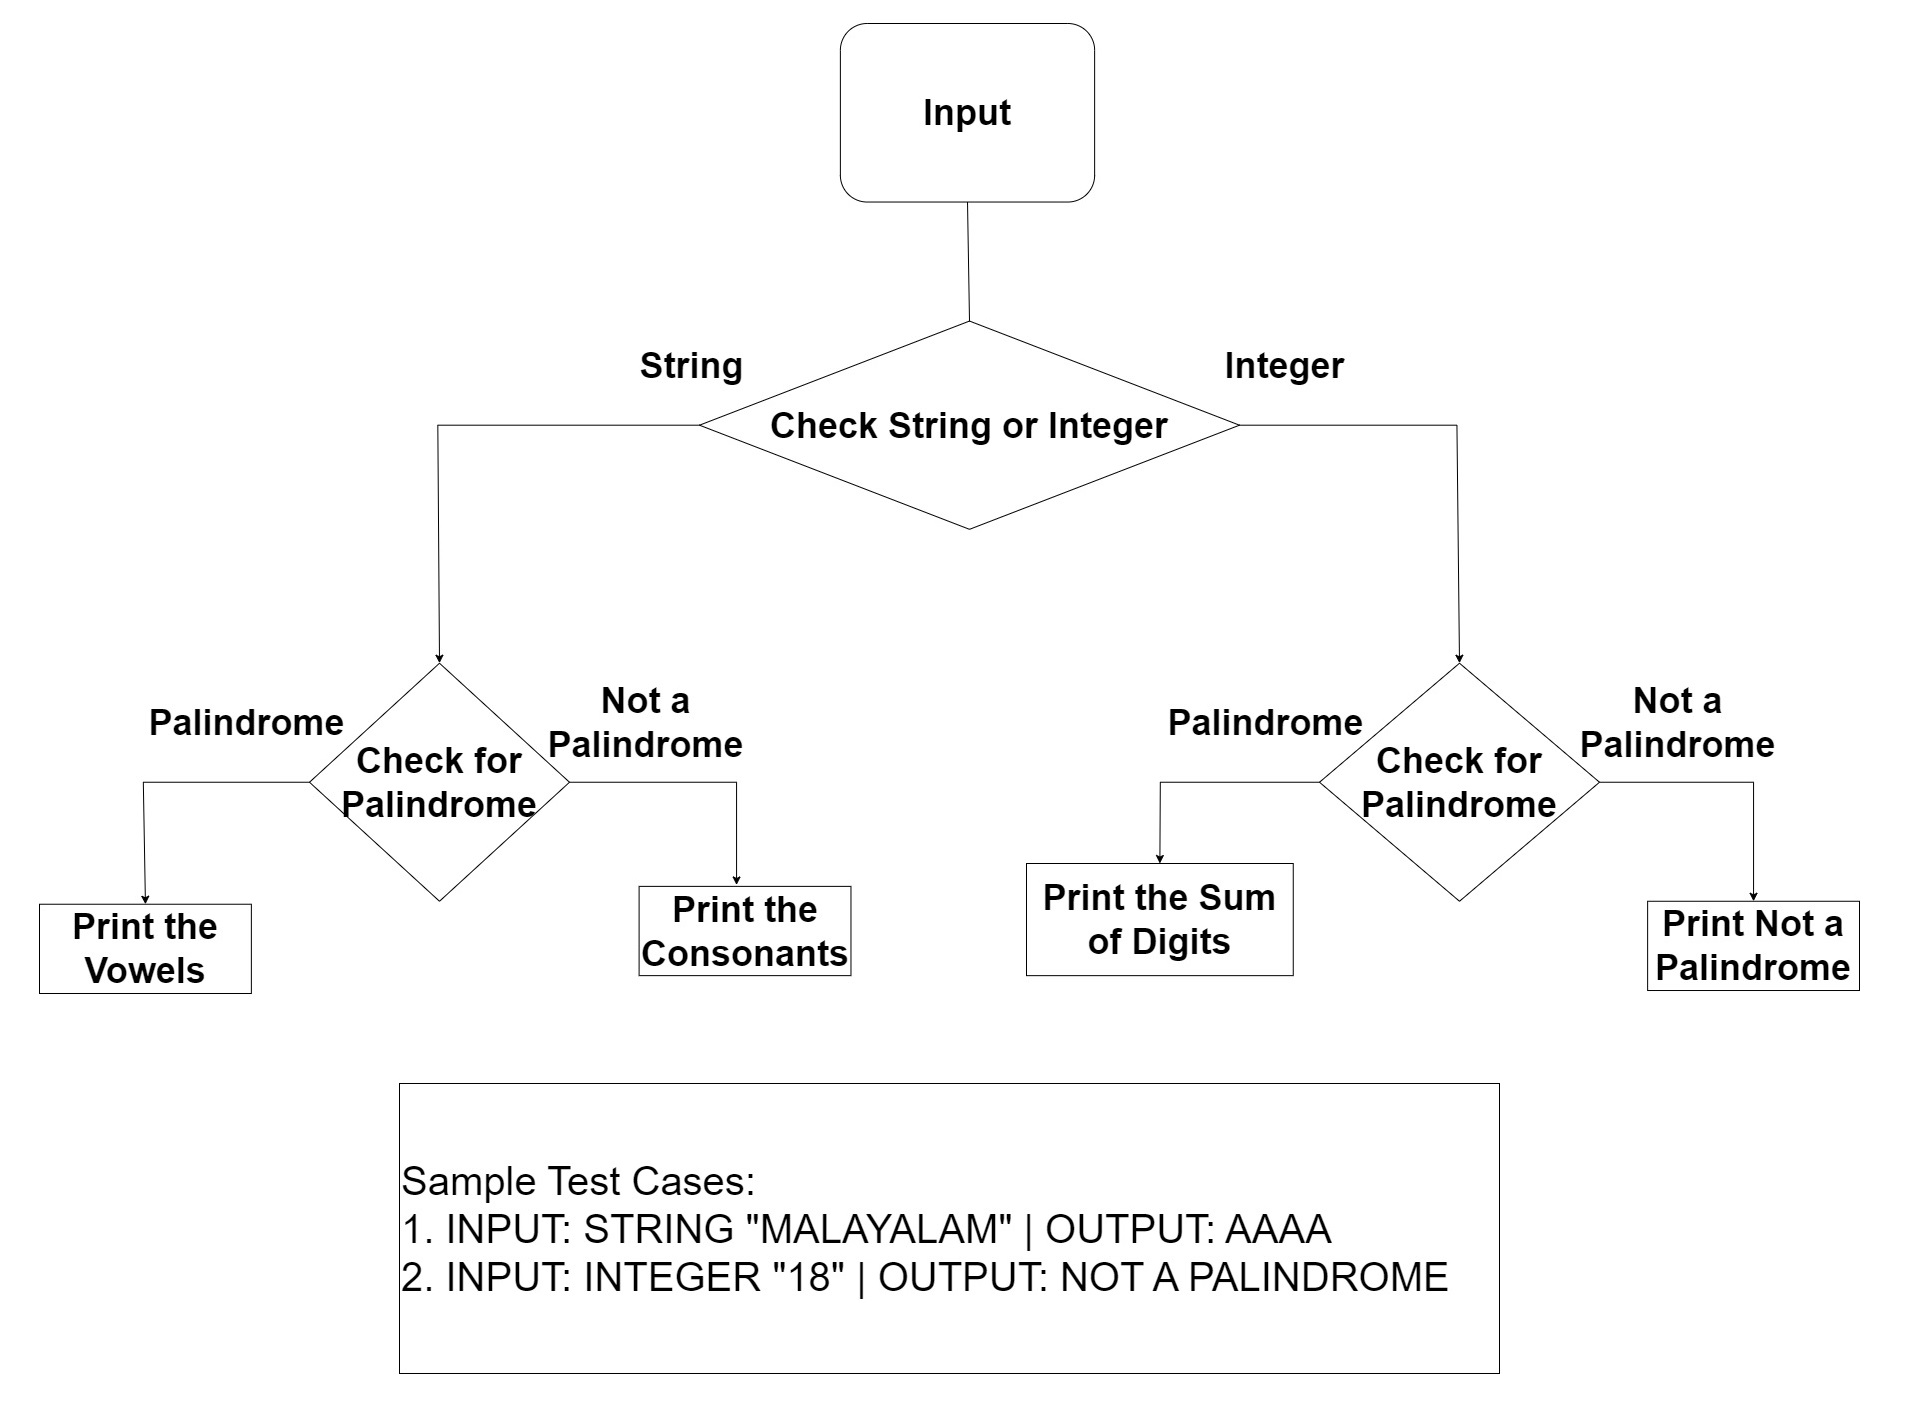 Input
String
Integer
Check String or Integer
Palindrome
Not a
Palindrome
Check for
Palindrome
Palindrome
Not a
Palindrome
Check for
Palindrome
Print the
Vowels
Print the
Consonants
Print the Sum
of Digits
Print Not a
Palindrome
Sample Test Cases:
1. INPUT: STRING "MALAYALAM" | OUTPUT: AAAA
2. INPUT: INTEGER "18" | OUTPUT: NOT A PALINDROME